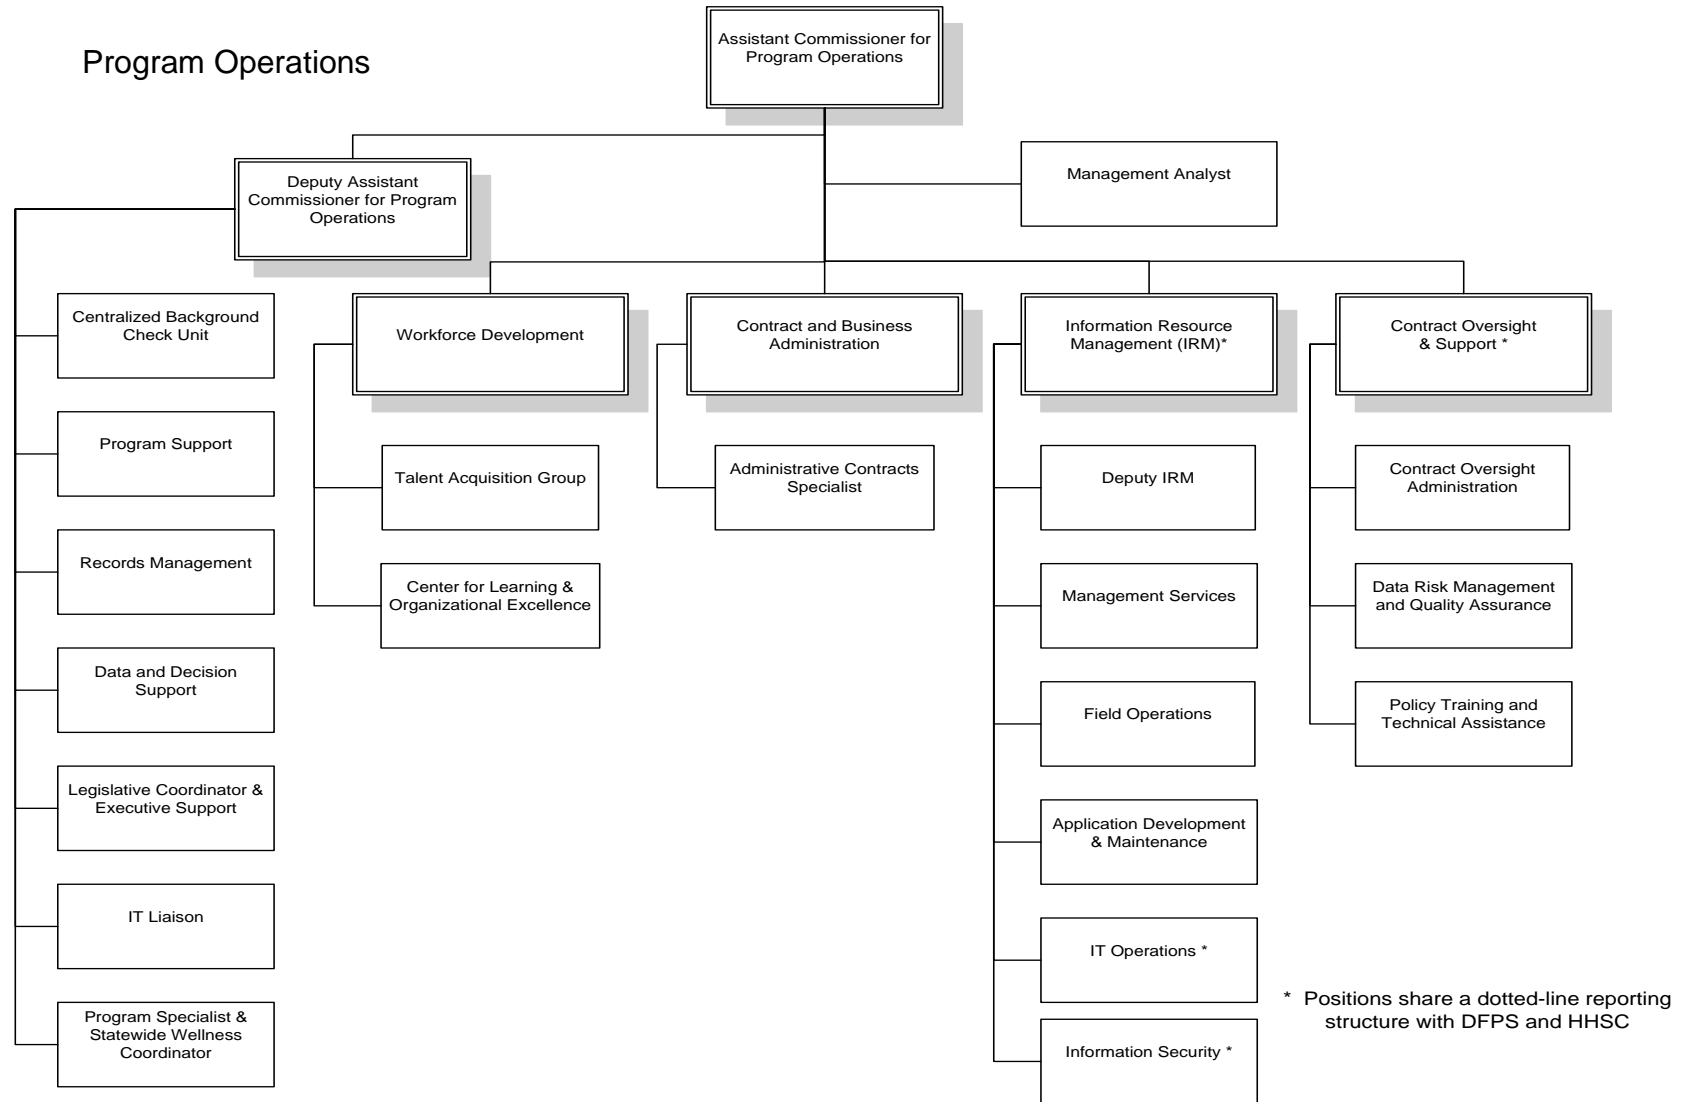 Program Operations
Assistant Commissioner for
Program Operations
Deputy Assistant
Commissioner for Program
Operations
Management Analyst
Centralized Background
Check Unit
Program Support
Records Management
Data and Decision
Support
Legislative Coordinator &
Executive Support
IT Liaison
Program Specialist &
Statewide Wellness
Coordinator
Workforce Development
Talent Acquisition Group
Center for Learning &
Organizational Excellence
Contract and Business
Administration
Administrative Contracts
Specialist
Information Resource
Management (IRM)*
Deputy IRM
Management Services
Field Operations
Application Development
& Maintenance
IT Operations *
Information Security *
Contract Oversight
& Support *
Contract Oversight
Administration
Data Risk Management
and Quality Assurance
Policy Training and
Technical Assistance
* Positions share a dotted-line reporting
structure with DFPS and HHSC